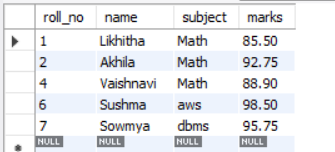 roll_no name subject marks
1 Likhitha Math 85.50
2 Akhila Math 92.75
4 Vaishnavi Math 88.90
6 Sushma aws 98.50
7 Sowmya dbms 95.75
NULL NULL NULL NULL